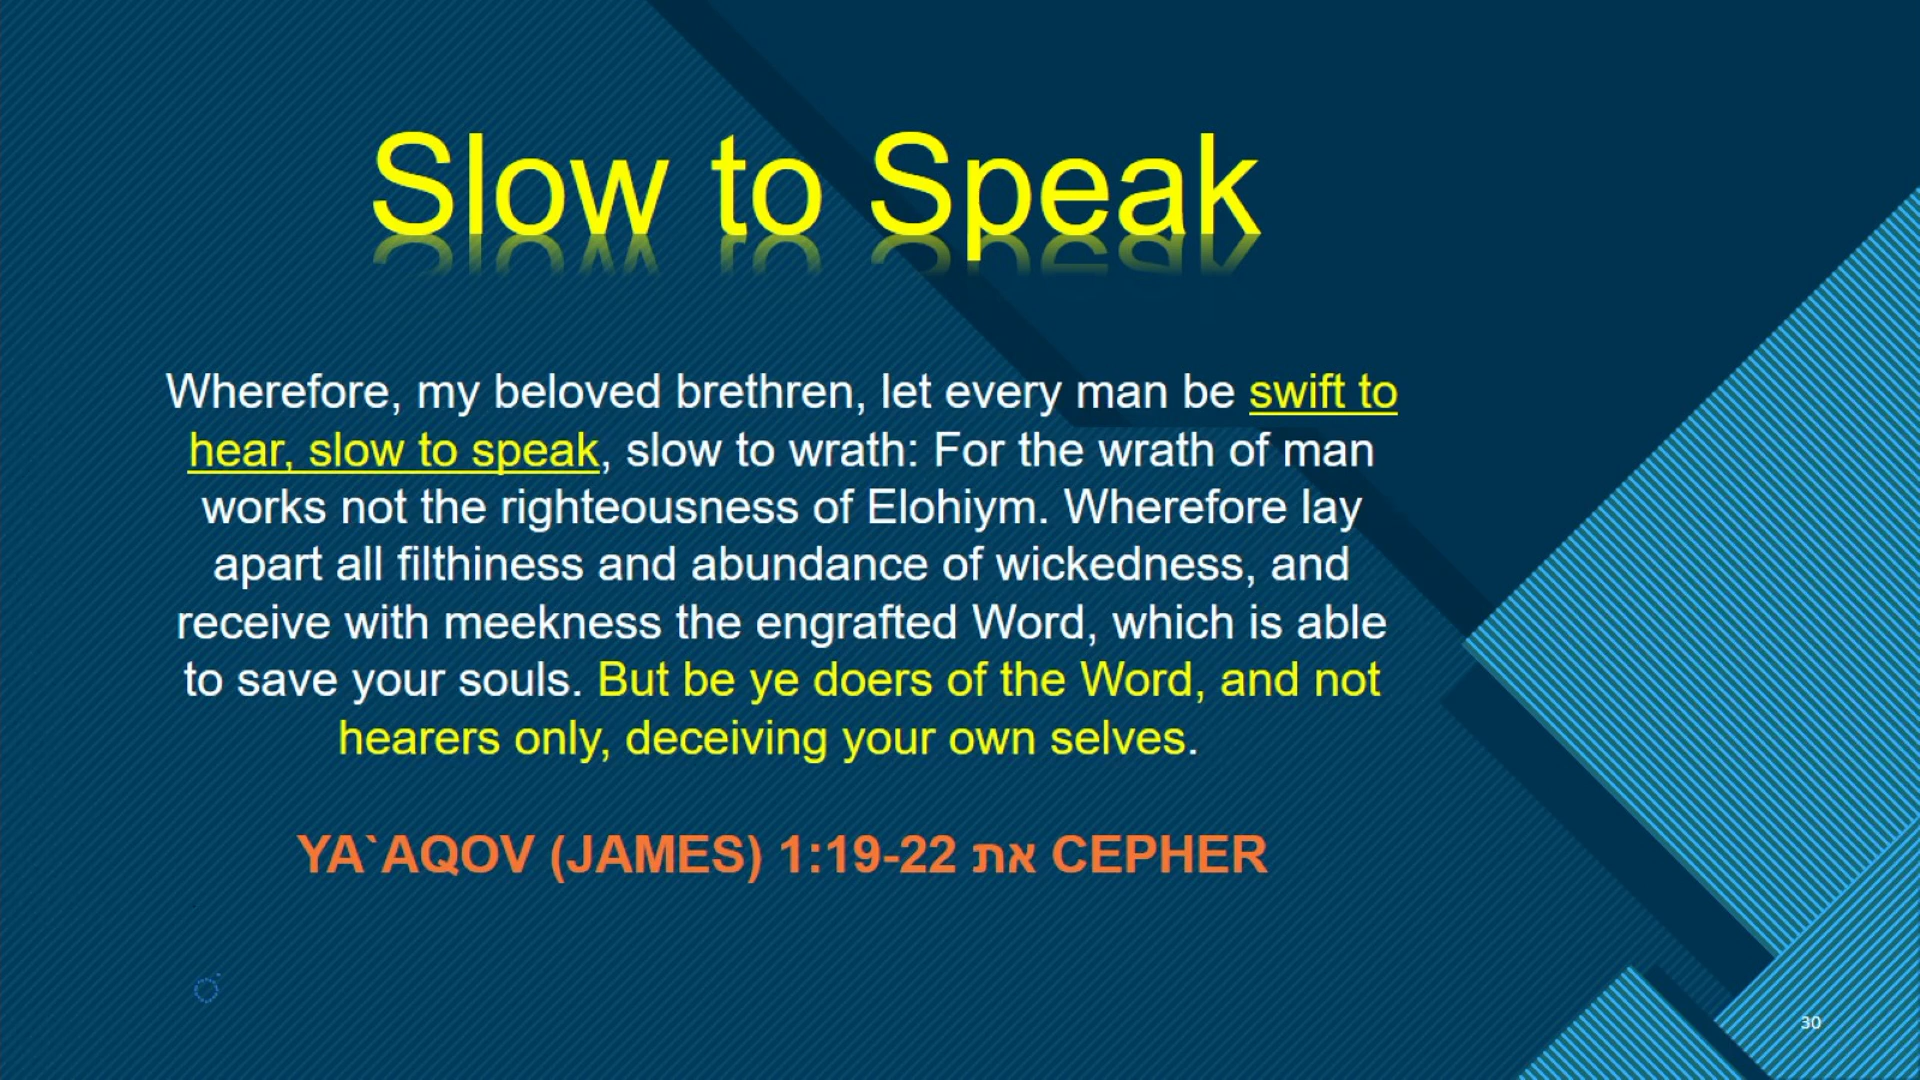 Slow to Speak
Wherefore, my beloved brethren, let every man be swift to
hear, slow to speak, slow to wrath: For the wrath of man
works not the righteousness of Elohiym. Wherefore lay
apart all filthiness and abundance of wickedness, and
receive with meekness the engrafted Word, which is able
to save your souls. But be ye doers of the Word, and not
hearers only, deceiving your own selves.
YA`AQOV (JAMES) 1:19-22 את CEPHER
30